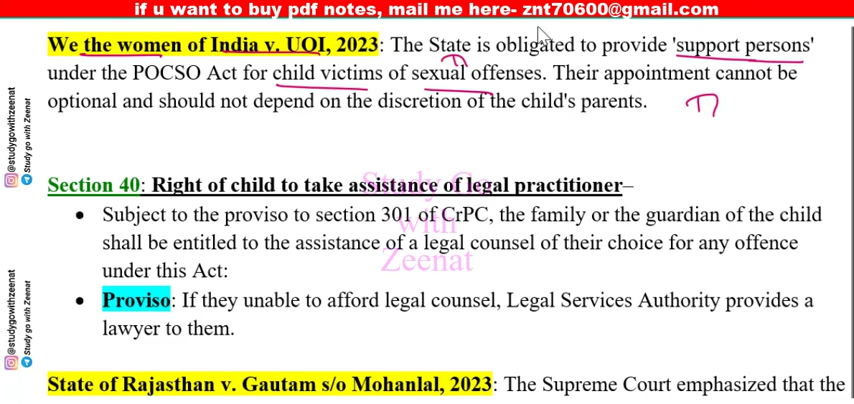 if u want to buy pdf notes, mail me here- znt70600@gmail.com
We the women of India v. UOI, 2023: The State is obligated to provide 'support persons'
under the POCSO Act for child victims of sexual offenses. Their appointment cannot be
optional and should not depend on the discretion of the child's parents.
@studygowithzeenat
Study go with Zeenat
Section 40: Right of child to take assistance of legal practitioner–
• Subject to the proviso to section 301 of CrPC, the family or the guardian of the child
shall be entitled to the assistance of a legal counsel of their choice for any offence
under this Act:
• Proviso: If they unable to afford legal counsel, Legal Services Authority provides a
lawyer to them.
Study Go
with
Zeenat
@studygowithzeenat
Study go with Zeenat
State of Rajasthan v. Gautam s/o Mohanlal, 2023: The Supreme Court emphasized that the